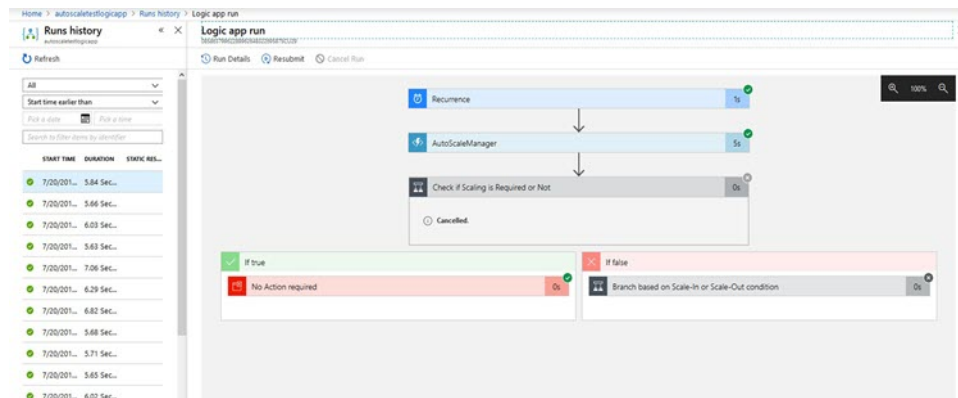 Home > autoscaletestlogicapp > Runs history > Logic app run
Runs history
autoscaletestlogicapp
Refresh
All
Start time earlier than
Pick a date
Pick a time
Search to filter items by identifier
START TIME DURATION STATIC RES...
7/20/201... 5.84 Sec...
7/20/201... 5.66 Sec...
7/20/201... 6.03 Sec...
7/20/201... 5.63 Sec...
7/20/201... 7.06 Sec...
7/20/201... 6.29 Sec...
7/20/201... 6.82 Sec...
7/20/201... 5.68 Sec...
7/20/201... 5.71 Sec...
7/20/201... 5.65 Sec...
7/20/201... 6.02 Sec...
Logic app run
Run Details Resubmit Cancel Run
100%
Recurrence 1s
AutoScaleManager 5s
Check if Scaling is Required or Not 0s
Cancelled.
If true
No Action required 0s
If false
Branch based on Scale-In or Scale-Out condition 0s